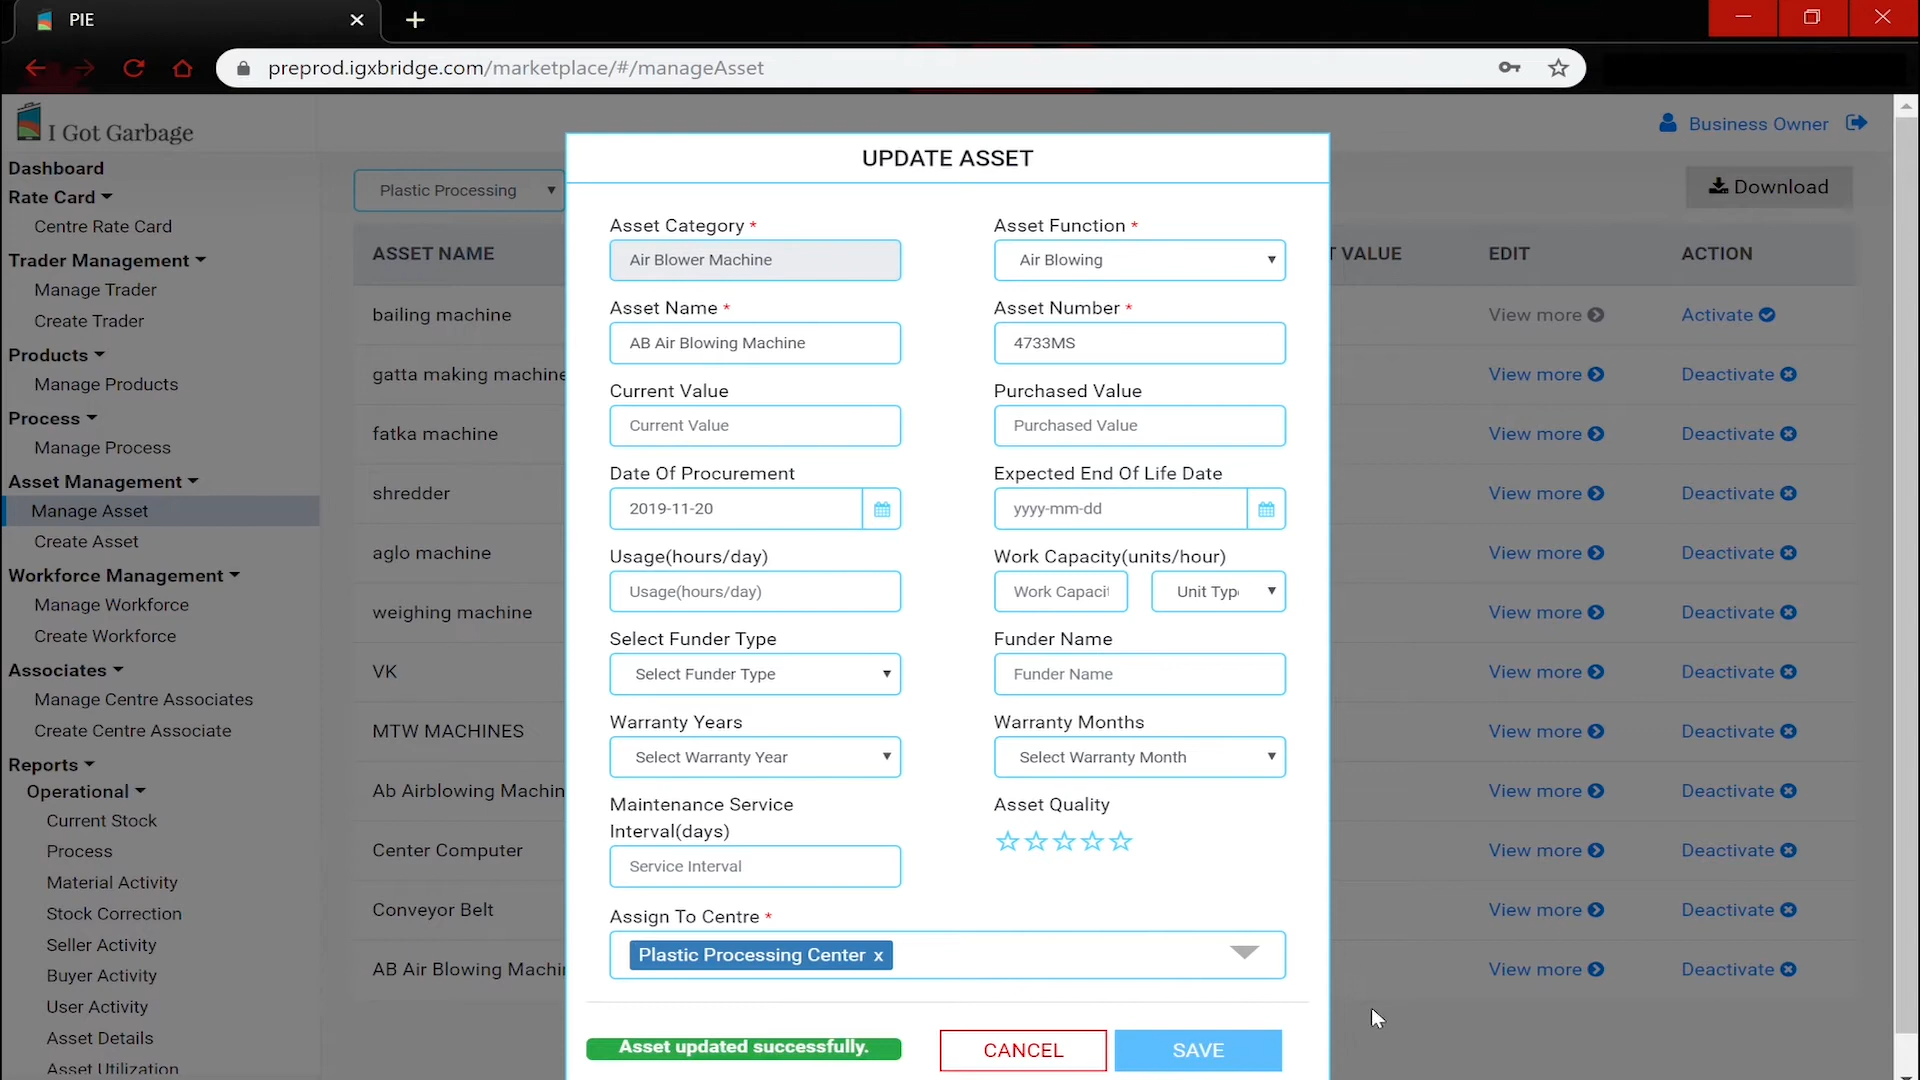 PIE
preprod.igxbridge.com/marketplace/#/manageAsset
I Got Garbage
Business Owner
Dashboard
Rate Card
Centre Rate Card
Trader Management
Manage Trader
Create Trader
Products
Manage Products
Process
Manage Process
Asset Management
Manage Asset
Create Asset
Workforce Management
Manage Workforce
Create Workforce
Associates
Manage Centre Associates
Create Centre Associate
Reports
Operational
Current Stock
Process
Material Activity
Stock Correction
Seller Activity
Buyer Activity
User Activity
Asset Details
Asset Utilization
Plastic Processing
Download
ASSET NAME
T VALUE
EDIT
ACTION
bailing machine
View more
Activate
gatta making machine
View more
Deactivate
fatka machine
View more
Deactivate
shredder
View more
Deactivate
aglo machine
View more
Deactivate
weighing machine
View more
Deactivate
VK
View more
Deactivate
MTW MACHINES
View more
Deactivate
Ab Airblowing Machin
View more
Deactivate
Center Computer
View more
Deactivate
Conveyor Belt
View more
Deactivate
AB Air Blowing Machi
View more
Deactivate
UPDATE ASSET
Asset Category *
Air Blower Machine
Asset Function *
Air Blowing
Asset Name *
AB Air Blowing Machine
Asset Number *
4733MS
Current Value
Current Value
Purchased Value
Purchased Value
Date Of Procurement
2019-11-20
Expected End Of Life Date
yyyy-mm-dd
Usage(hours/day)
Usage(hours/day)
Work Capacity(units/hour)
Work Capacit
Unit Type
Select Funder Type
Select Funder Type
Funder Name
Funder Name
Warranty Years
Select Warranty Year
Warranty Months
Select Warranty Month
Maintenance Service
Interval(days)
Service Interval
Asset Quality
Assign To Centre *
Plastic Processing Center x
Asset updated successfully.
CANCEL
SAVE